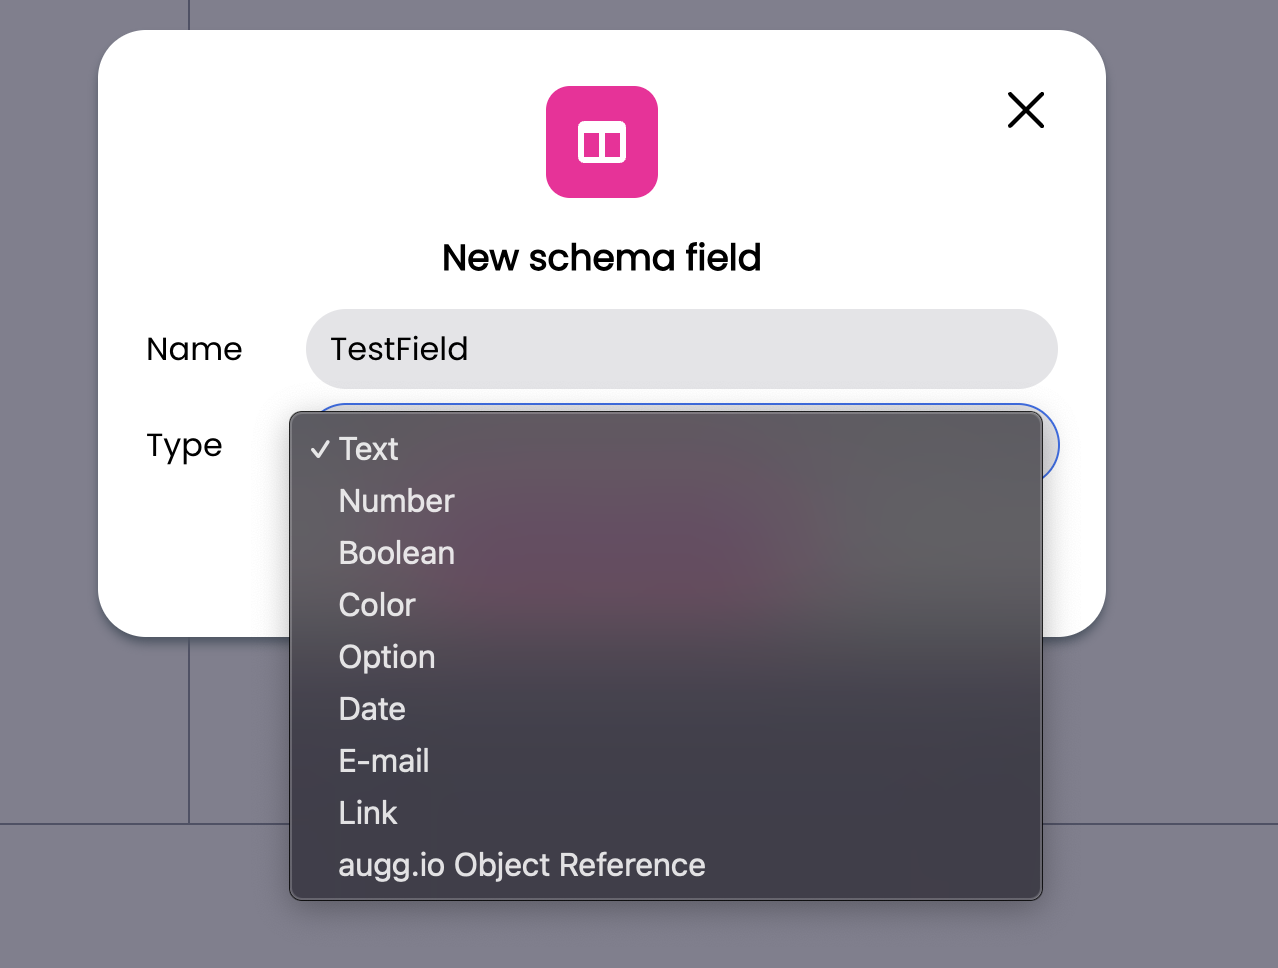 New schema field
Name
TestField
Type
✓ Text
Number
Boolean
Color
Option
Date
E-mail
Link
augg.io Object Reference